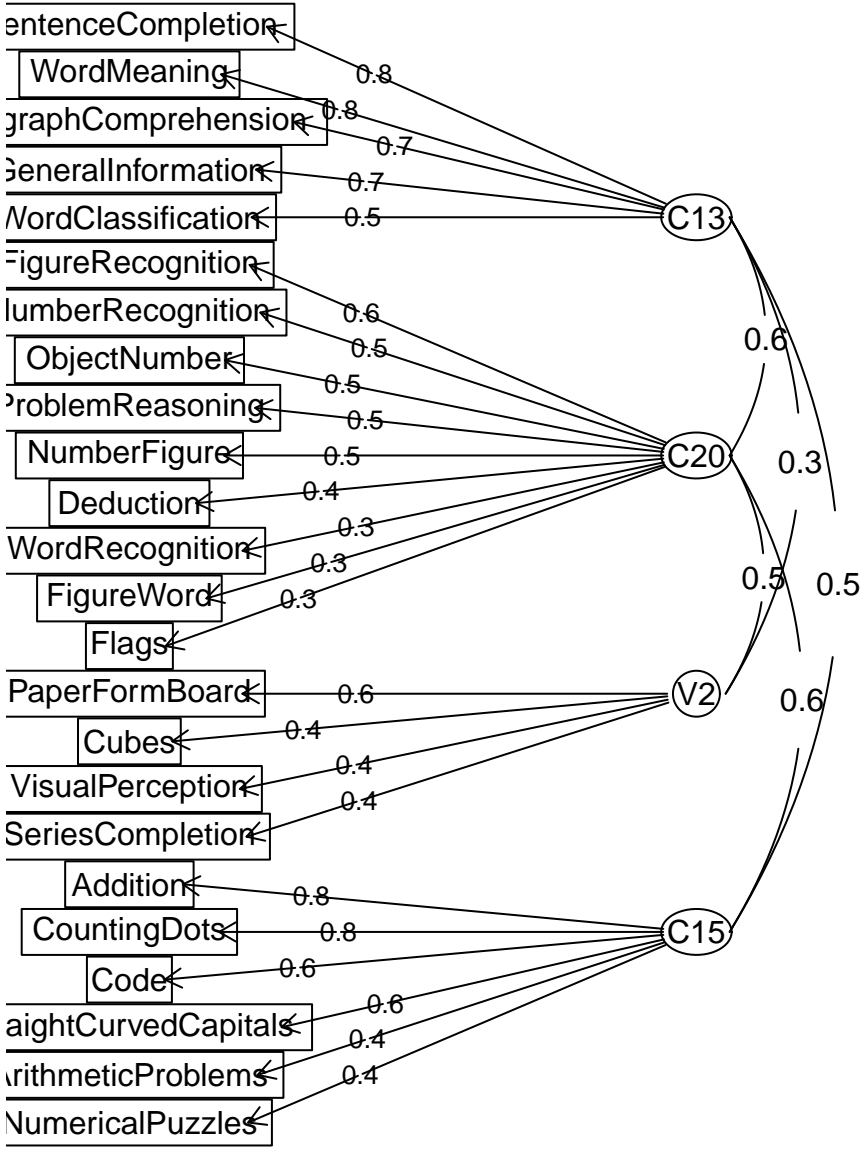 entenceCompletion
0.8
WordMeaning
0.8
graphComprehension
0.7
GeneralInformation
0.7
WordClassification
0.5
C13
FigureRecognition
0.6
NumberRecognition
0.5
0.6
ObjectNumber
0.5
ProblemReasoning
0.5
NumberFigure
0.5
C20
0.3
Deduction
0.4
WordRecognition
0.3
FigureWord
0.3
0.5
0.5
Flags
0.3
PaperFormBoard
0.6
V2
0.6
Cubes
0.4
VisualPerception
0.4
SeriesCompletion
0.4
Addition
0.8
CountingDots
0.8
C15
Code
0.6
aightCurvedCapitals
0.6
ArithmeticProblems
0.4
NumericalPuzzles
0.4